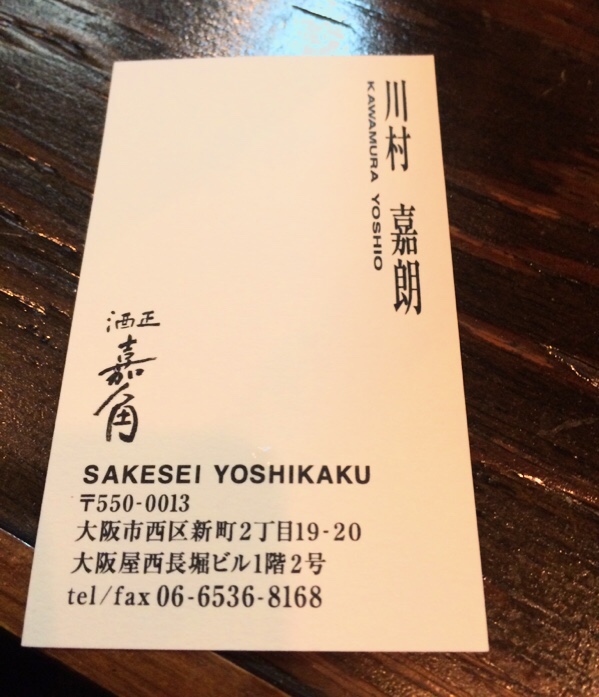 川村 嘉朗
KAWAMURA YOSHIO
酒正
嘉角
SAKESEI YOSHIKAKU
〒550-0013
大阪市西区新町2丁目19-20
大阪屋西長堀ビル1階2号
tel/fax 06-6536-8168